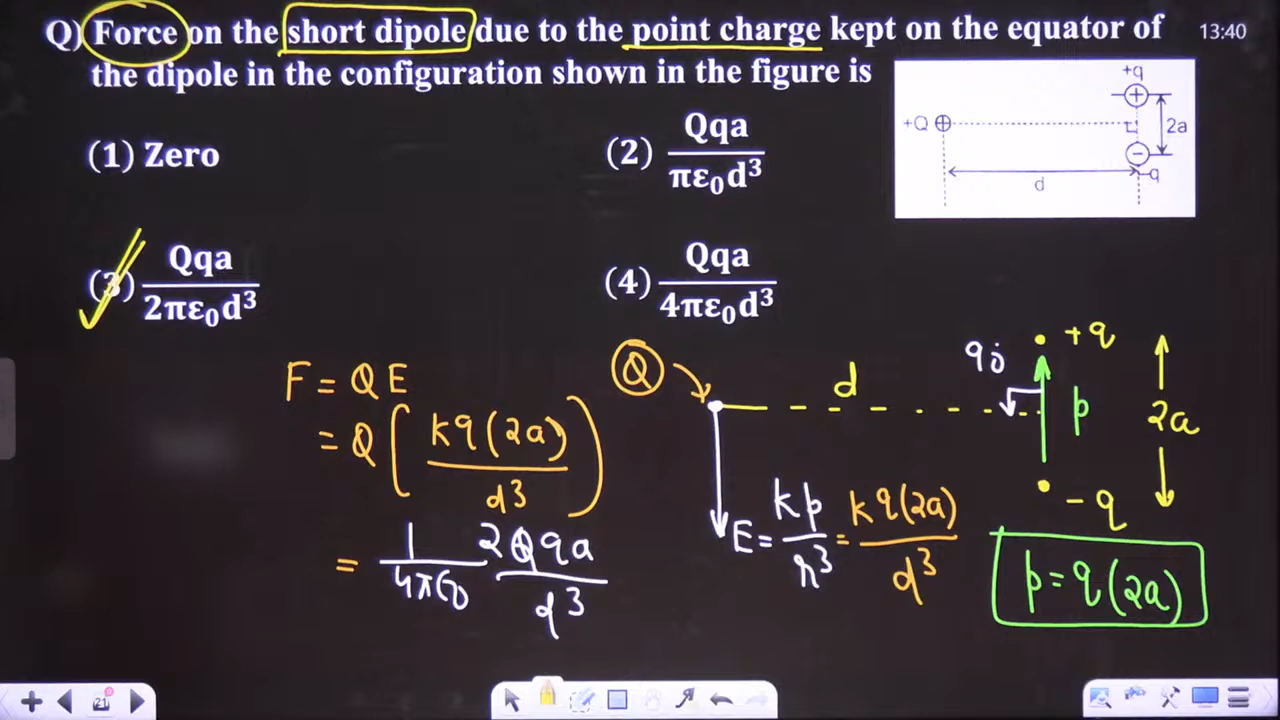 Q) Force on the short dipole due to the point charge kept on the equator of
13:40
the dipole in the configuration shown in the figure is
+q
+Q
2a
-q
d
(1) Zero
(2) Qqa / πε₀d³
(3) Qqa / 2πε₀d³
(4) Qqa / 4πε₀d³
F = QE
= Q ( kq(2a) / d³ )
= 1 / 4πε₀ 2Qqa / d³
Q
d
90
+q
p
2a
-q
E = kp / r³ = kq(2a) / d³
p = q(2a)
21